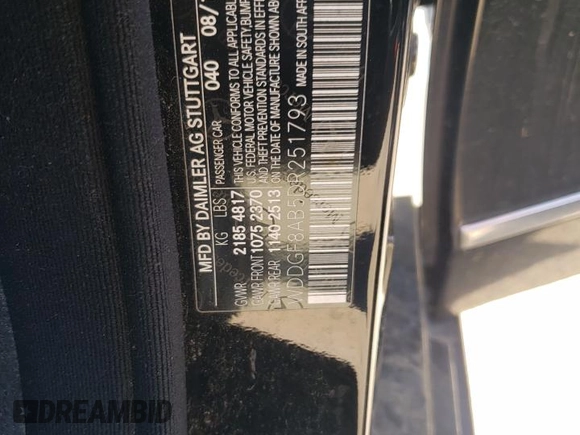 MFD BY DAIMLER AG STUTTGART
KG LBS PASSENGER CAR 040 08/
GVWR 2185 4817 THIS VEHICLE CONFORMS TO ALL APPLICABLE
GAWR FRONT 1075 2370 U.S. FEDERAL MOTOR VEHICLE SAFETY, BUMPER
GAWR REAR 1140 2513 AND THEFT PREVENTION STANDARDS IN EFFECT
ON THE DATE OF MANUFACTURE SHOWN AB
MADE IN SOUTH AFR
251793
DREAMBID